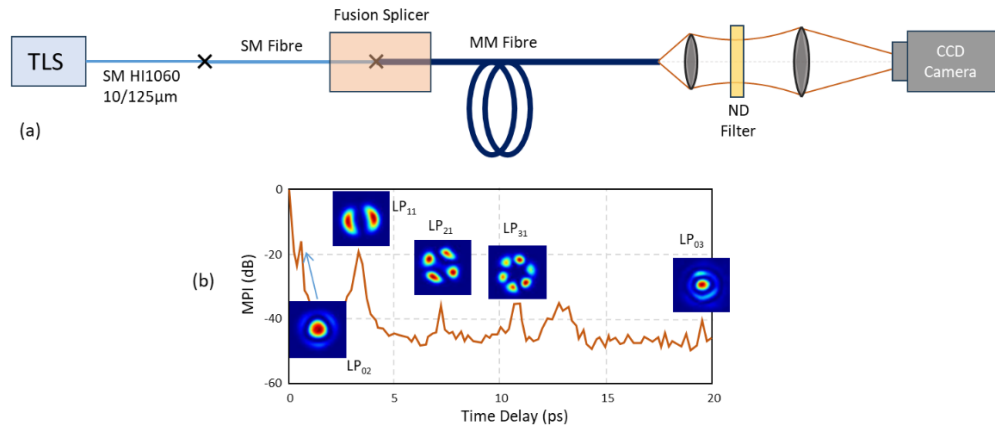 Fusion Splicer
TLS
SM Fibre
MM Fibre
CCD
Camera
SM HI1060
10/125µm
ND
Filter
(a)
(b)
MPI (dB)
0
-20
-40
-60
LP11
LP21
LP31
LP03
LP02
0
5
10
15
20
Time Delay (ps)